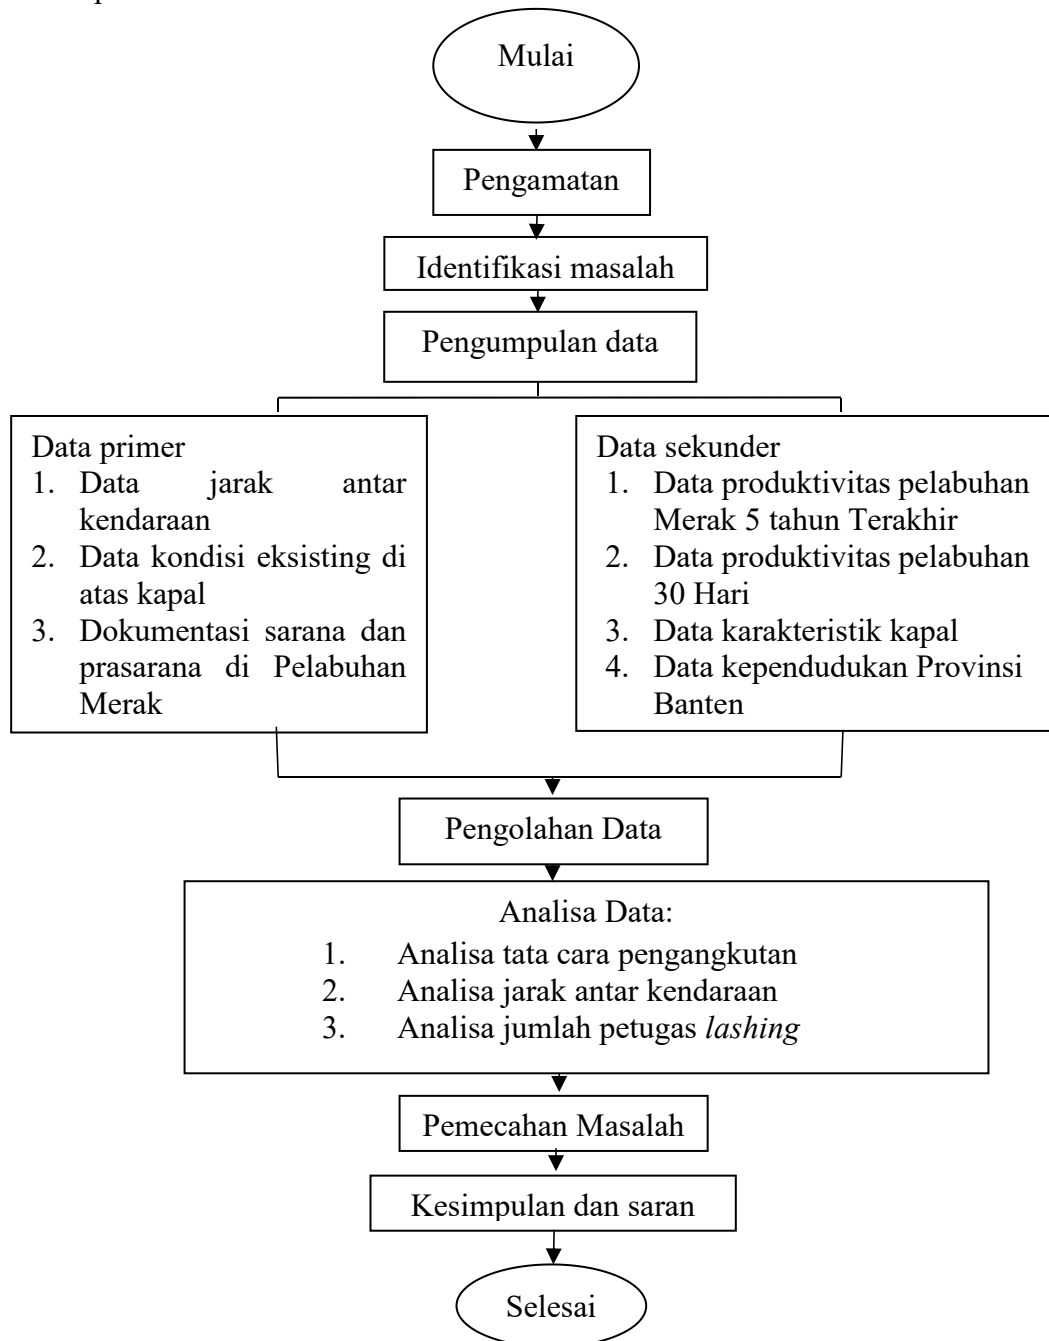 Mulai
Pengamatan
Identifikasi masalah
Pengumpulan data
Data primer
1. Data jarak antar
kendaraan
2. Data kondisi eksisting di
atas kapal
3. Dokumentasi sarana dan
prasarana di Pelabuhan
Merak
Data sekunder
1. Data produktivitas pelabuhan
Merak 5 tahun Terakhir
2. Data produktivitas pelabuhan
30 Hari
3. Data karakteristik kapal
4. Data kependudukan Provinsi
Banten
Pengolahan Data
Analisa Data:
1. Analisa tata cara pengangkutan
2. Analisa jarak antar kendaraan
3. Analisa jumlah petugas lashing
Pemecahan Masalah
Kesimpulan dan saran
Selesai